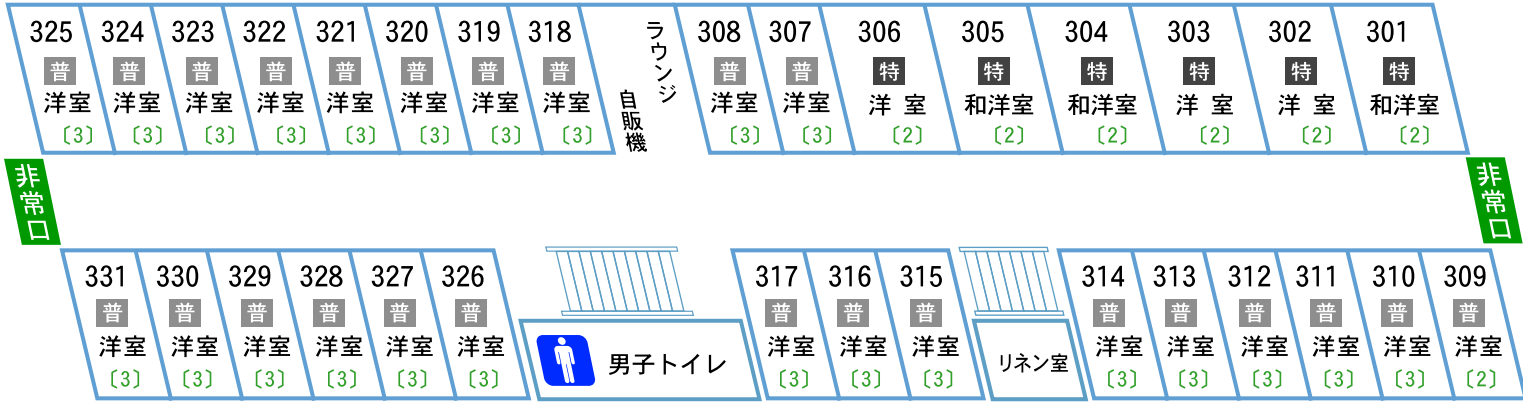 325 324 323 322 321 320 319 318 ラウンジ 308 307 306 305 304 303 302 301
普 普 普 普 普 普 普 普 普 普 特 特 特 特 特 特
洋室 洋室 洋室 洋室 洋室 洋室 洋室 洋室 自販機 洋室 洋室 洋 室 和洋室 和洋室 洋 室 洋 室 和洋室
〔3〕 〔3〕 〔3〕 〔3〕 〔3〕 〔3〕 〔3〕 〔3〕 〔3〕 〔3〕 〔2〕 〔2〕 〔2〕 〔2〕 〔2〕 〔2〕
非常口 非常口
331 330 329 328 327 326 317 316 315 314 313 312 311 310 309
普 普 普 普 普 普 普 普 普 普 普 普 普 普 普
洋室 洋室 洋室 洋室 洋室 洋室 男子トイレ 洋室 洋室 洋室 リネン室 洋室 洋室 洋室 洋室 洋室 洋室
〔3〕 〔3〕 〔3〕 〔3〕 〔3〕 〔3〕 〔3〕 〔3〕 〔3〕 〔3〕 〔3〕 〔3〕 〔3〕 〔3〕 〔2〕